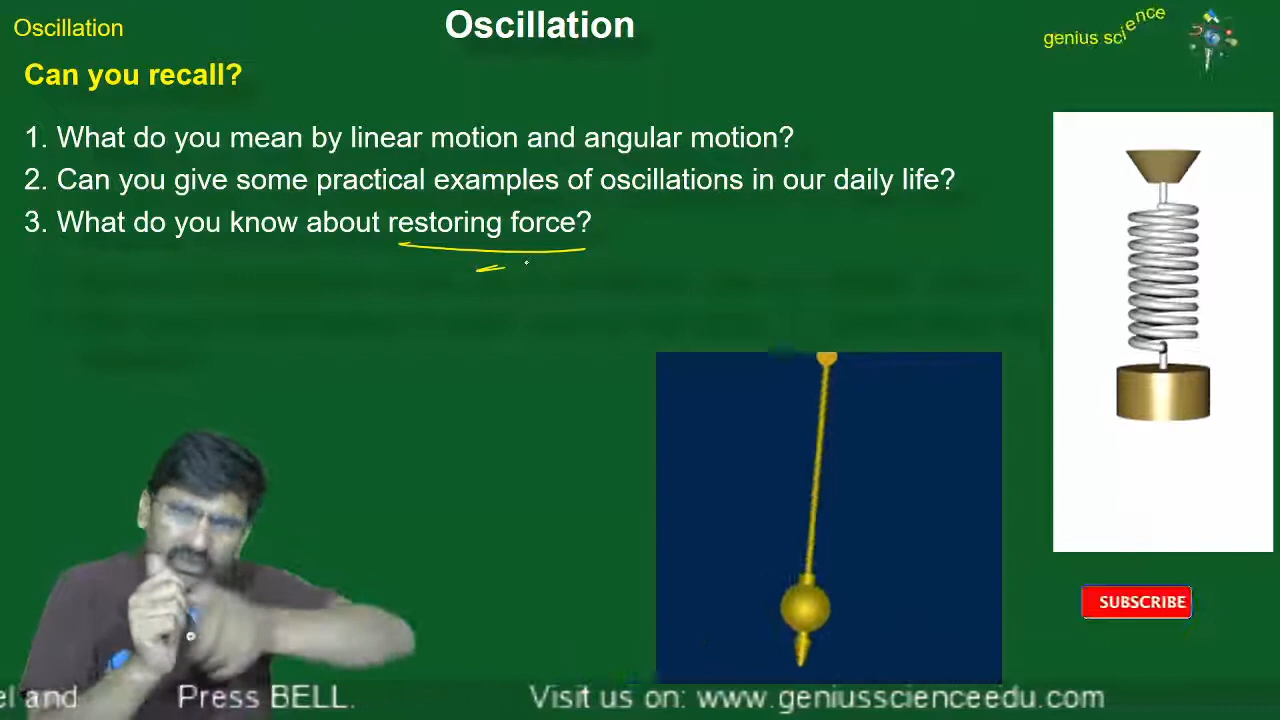 Oscillation
Oscillation
genius science
Can you recall?
1. What do you mean by linear motion and angular motion?
2. Can you give some practical examples of oscillations in our daily life?
3. What do you know about restoring force?
SUBSCRIBE
el and Press BELL. Visit us on: www.geniusscienceedu.com